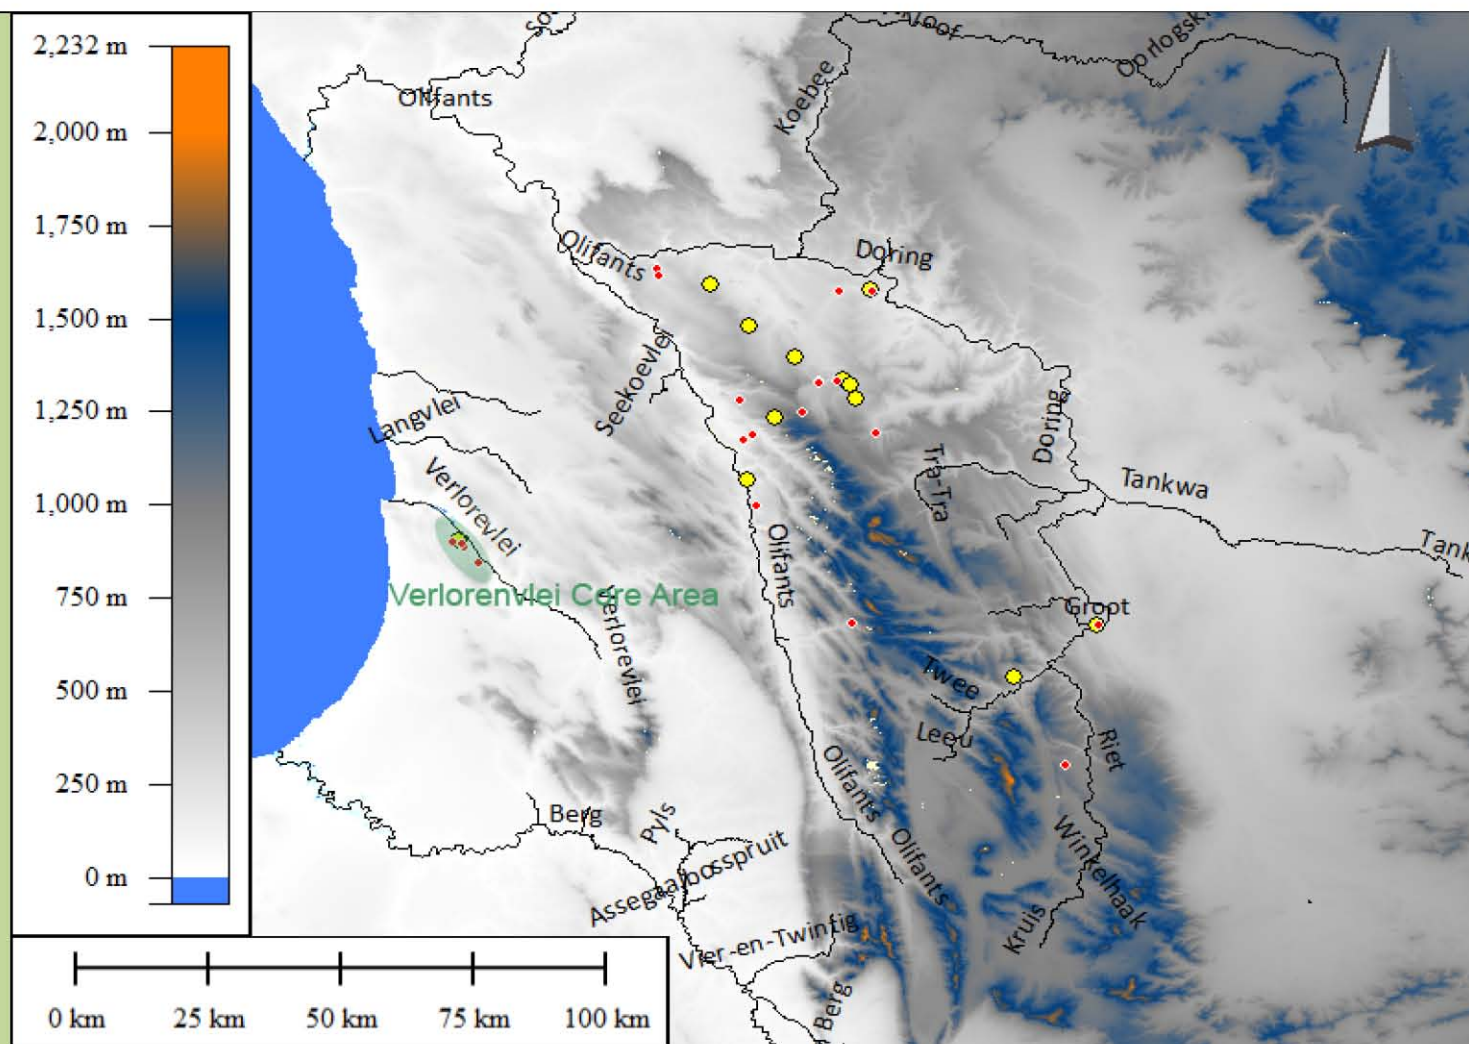 2,232 m
2,000 m
1,750 m
1,500 m
1,250 m
1,000 m
750 m
500 m
250 m
0 m
Olifants
Koebee
Oorlogskl
Olifants
Doring
Seekoevlei
Langvlei
Doring
Tra-Tra
Tankwa
Verlorevlei
Tank
Olifants
Verlorenvlei Core Area
Verlorevlei
Groot
Twee
Leeu
Riet
Olifants
Berg
Pyls
Olifants
Winkelhaak
Assegaaibosspruit
Kruis
Vier-en-Twintig
Berg
0 km 25 km 50 km 75 km 100 km